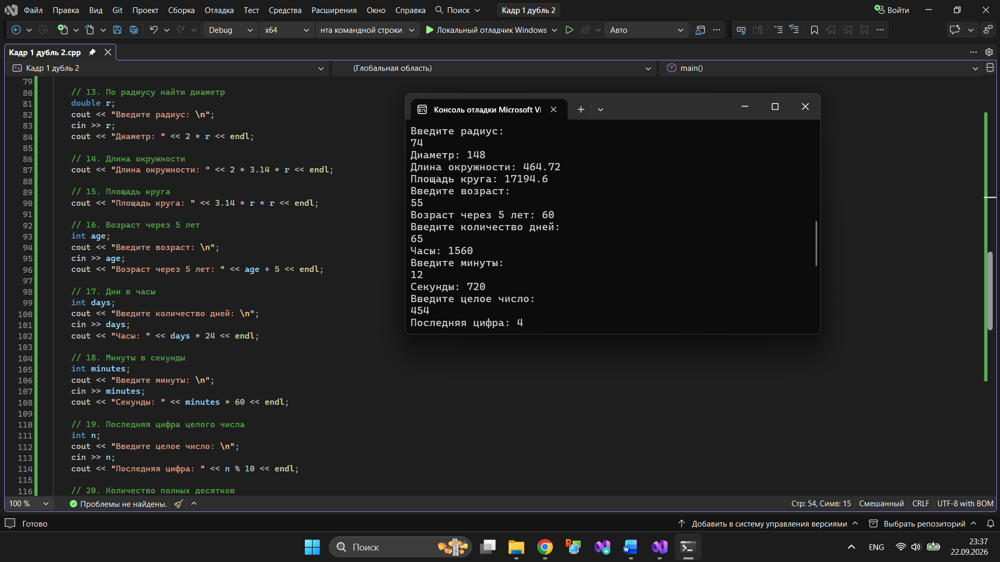 Файл Правка Вид Git Проект Сборка Отладка Тест Средства Расширения Окно Справка Поиск Кадр 1 дубль 2 Войти
Debug x64 нта командной строки Локальный отладчик Windows Авто
Кадр 1 дубль 2.cpp
Кадр 1 дубль 2 (Глобальная область) main()
79
80 // 13. По радиусу найти диаметр
81 double r;
82 cout << "Введите радиус: \n";
83 cin >> r;
84 cout << "Диаметр: " << 2 * r << endl;
85
86 // 14. Длина окружности
87 cout << "Длина окружности: " << 2 * 3.14 * r << endl;
88
89 // 15. Площадь круга
90 cout << "Площадь круга: " << 3.14 * r * r << endl;
91
92 // 16. Возраст через 5 лет
93 int age;
94 cout << "Введите возраст: \n";
95 cin >> age;
96 cout << "Возраст через 5 лет: " << age + 5 << endl;
97
98 // 17. Дни в часы
99 int days;
100 cout << "Введите количество дней: \n";
101 cin >> days;
102 cout << "Часы: " << days * 24 << endl;
103
104 // 18. Минуты в секунды
105 int minutes;
106 cout << "Введите минуты: \n";
107 cin >> minutes;
108 cout << "Секунды: " << minutes * 60 << endl;
109
110 // 19. Последняя цифра целого числа
111 int n;
112 cout << "Введите целое число: \n";
113 cin >> n;
114 cout << "Последняя цифра: " << n % 10 << endl;
115
116 // 20. Количество полных десятков
Консоль отладки Microsoft Vi
Введите радиус:
74
Диаметр: 148
Длина окружности: 464.72
Площадь круга: 17194.6
Введите возраст:
55
Возраст через 5 лет: 60
Введите количество дней:
65
Часы: 1560
Введите минуты:
12
Секунды: 720
Введите целое число:
454
Последняя цифра: 4
100 % Проблемы не найдены. Стр: 54, Симв: 15 Смешанный CRLF UTF-8 with BOM
Готово Добавить в систему управления версиями Выбрать репозиторий
Поиск ENG 23:37
22.09.2026